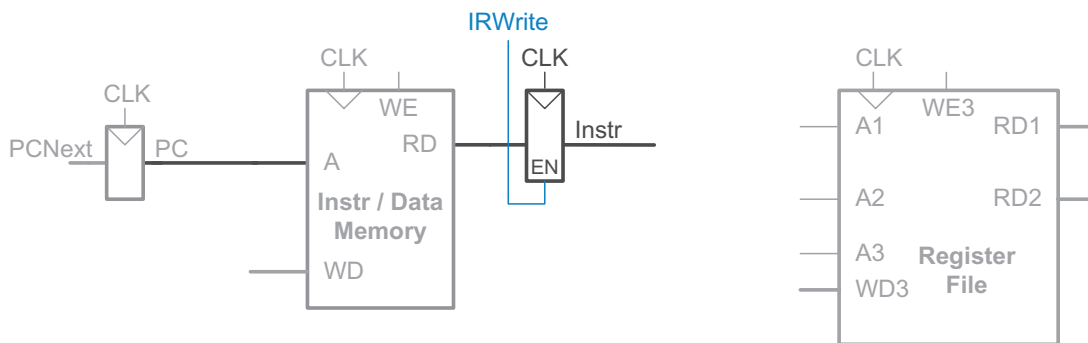 IRWrite
CLK
CLK
CLK
CLK
WE
WE3
PCNext
PC
A
RD
EN
Instr
Instr / Data
Memory
WD
A1
RD1
A2
RD2
A3
WD3
Register
File